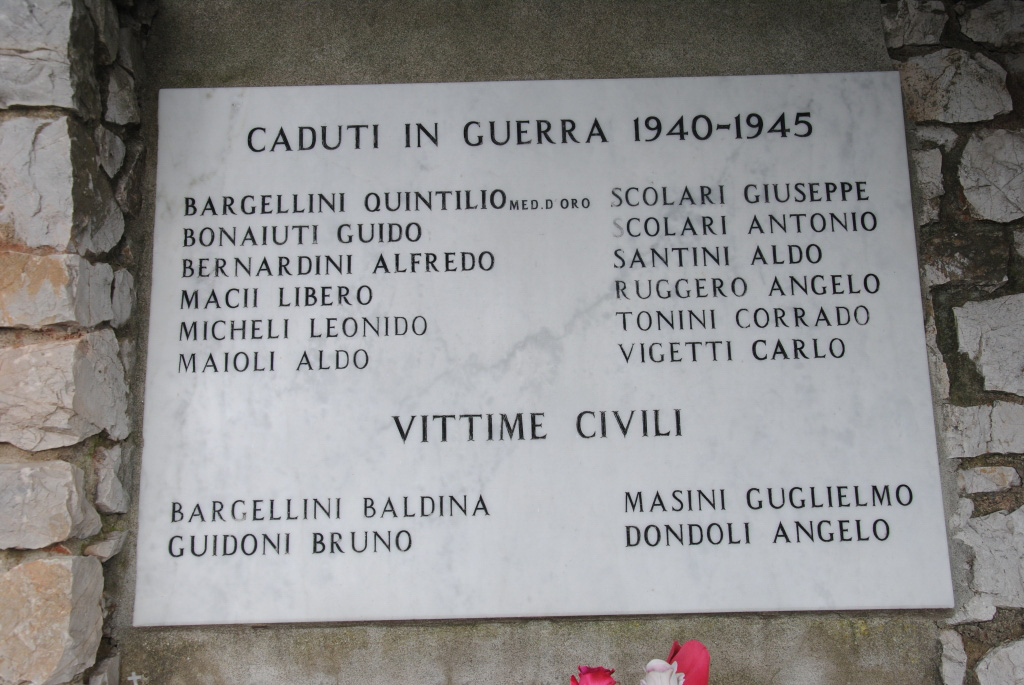 CADUTI IN GUERRA 1940-1945
BARGELLINI QUINTILIO MED.D ORO
BONAIUTI GUIDO
BERNARDINI ALFREDO
MACII LIBERO
MICHELI LEONIDO
MAIOLI ALDO
SCOLARI GIUSEPPE
SCOLARI ANTONIO
SANTINI ALDO
RUGGERO ANGELO
TONINI CORRADO
VIGETTI CARLO
VITTIME CIVILI
BARGELLINI BALDINA
GUIDONI BRUNO
MASINI GUGLIELMO
DONDOLI ANGELO